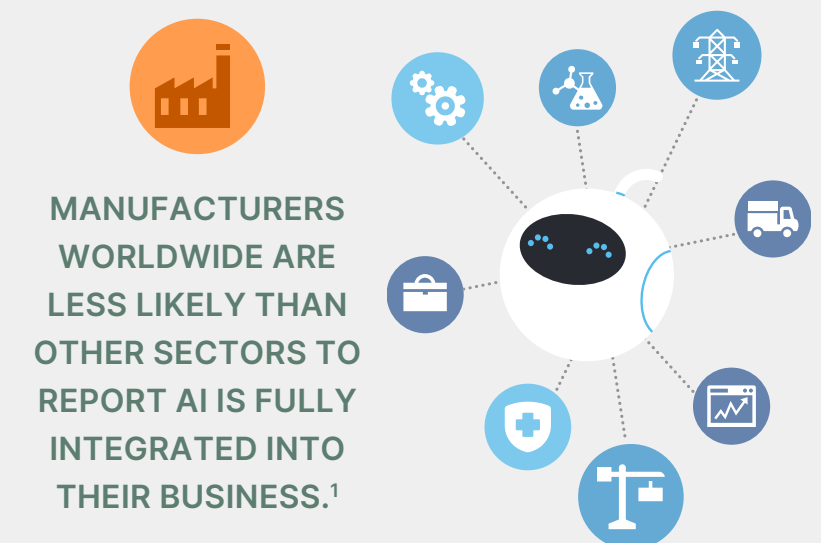 MANUFACTURERS
WORLDWIDE ARE
LESS LIKELY THAN
OTHER SECTORS TO
REPORT AI IS FULLY
INTEGRATED INTO
THEIR BUSINESS.¹